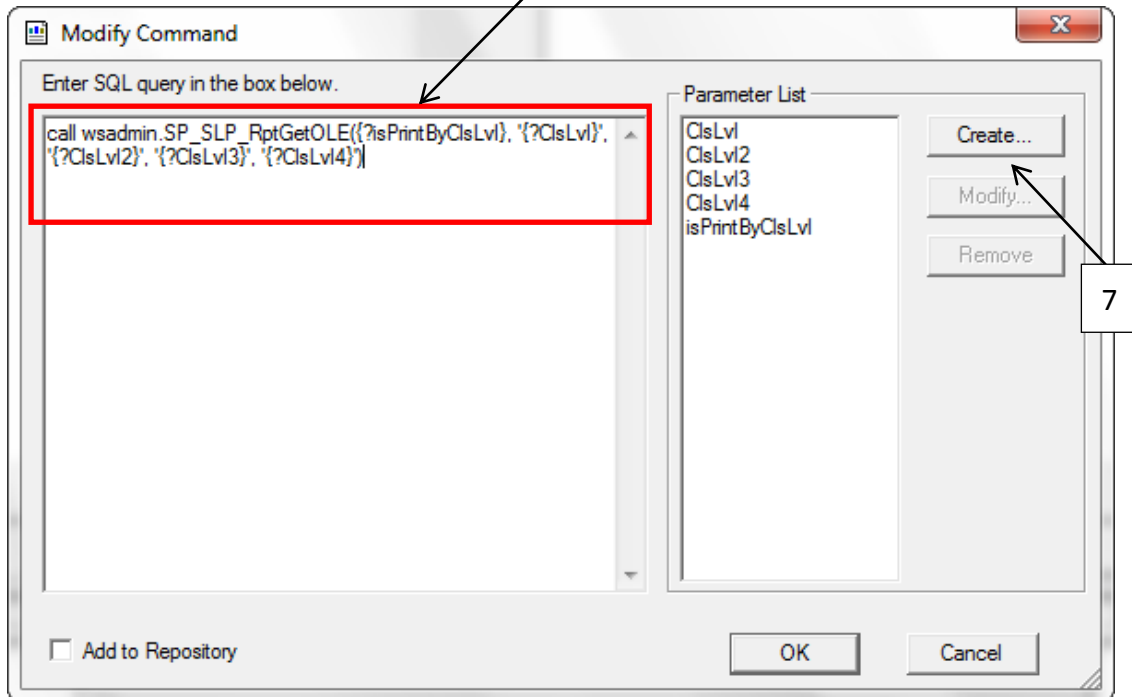 Modify Command
Enter SQL query in the box below.
call wsadmin.SP_SLP_RptGetOLE({?isPrintByClsLvl}, '{?ClsLvl}',
'{?ClsLvl2}', '{?ClsLvl3}', '{?ClsLvl4}')
Parameter List
ClsLvl
ClsLvl2
ClsLvl3
ClsLvl4
isPrintByClsLvl
Create...
Modify...
Remove
7
Add to Repository
OK
Cancel